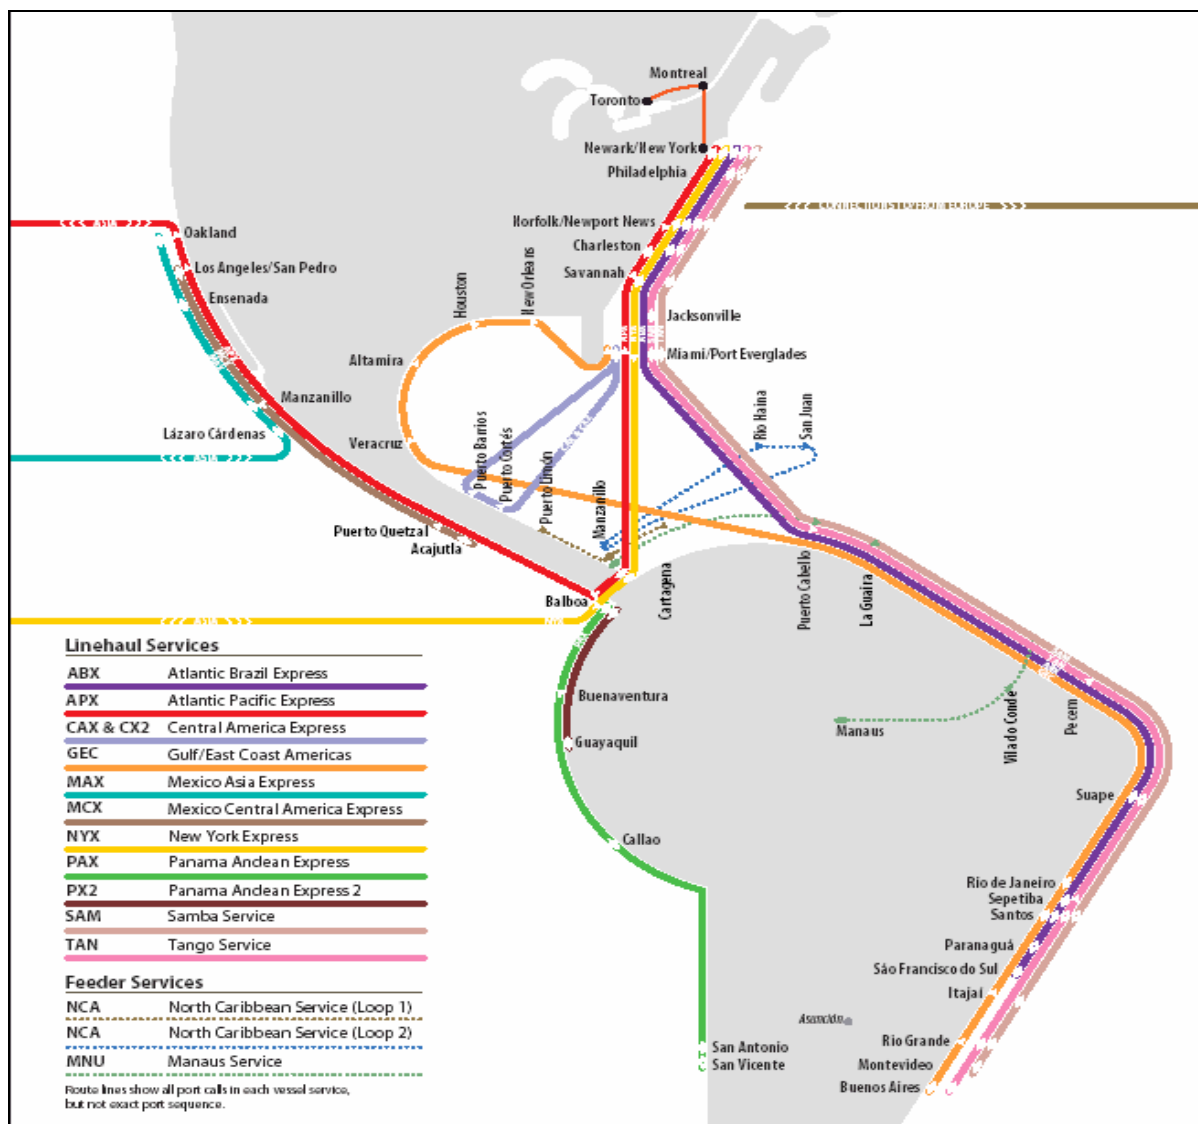 Montreal
Toronto
Newark/New York
Philadelphia
CONNECTIONS TO/FROM EUROPE
Norfolk/Newport News
ASIA
Oakland
Charleston
Savannah
Los Angeles/San Pedro
Ensenada
Houston
New Orleans
Jacksonville
Miami/Port Everglades
Altamira
Manzanillo
Lázaro Cárdenas
ASIA
Veracruz
Puerto Barrios
Puerto Cortés
CAX & CX2
Puerto Limón
Manzanillo
Rio Haina
San Juan
Puerto Quetzal
Acajutla
Balboa
Cartagena
Puerto Cabello
La Guaira
ASIA
NYX
Linehaul Services
ABX Atlantic Brazil Express
APX Atlantic Pacific Express
CAX & CX2 Central America Express
GEC Gulf/East Coast Americas
MAX Mexico Asia Express
MCX Mexico Central America Express
NYX New York Express
PAX Panama Andean Express
PX2 Panama Andean Express 2
SAM Samba Service
TAN Tango Service
Feeder Services
NCA North Caribbean Service (Loop 1)
NCA North Caribbean Service (Loop 2)
MNU Manaus Service
Route lines show all port calls in each vessel service,
but not exact port sequence.
Buenaventura
Guayaquil
Callao
San Antonio
San Vicente
Manaus
Vilado Conde
Pecem
Suape
Rio de Janeiro
Sepetiba
Santos
Paranaguá
São Francisco do Sul
Itajaí
Asunción
Rio Grande
Montevideo
Buenos Aires